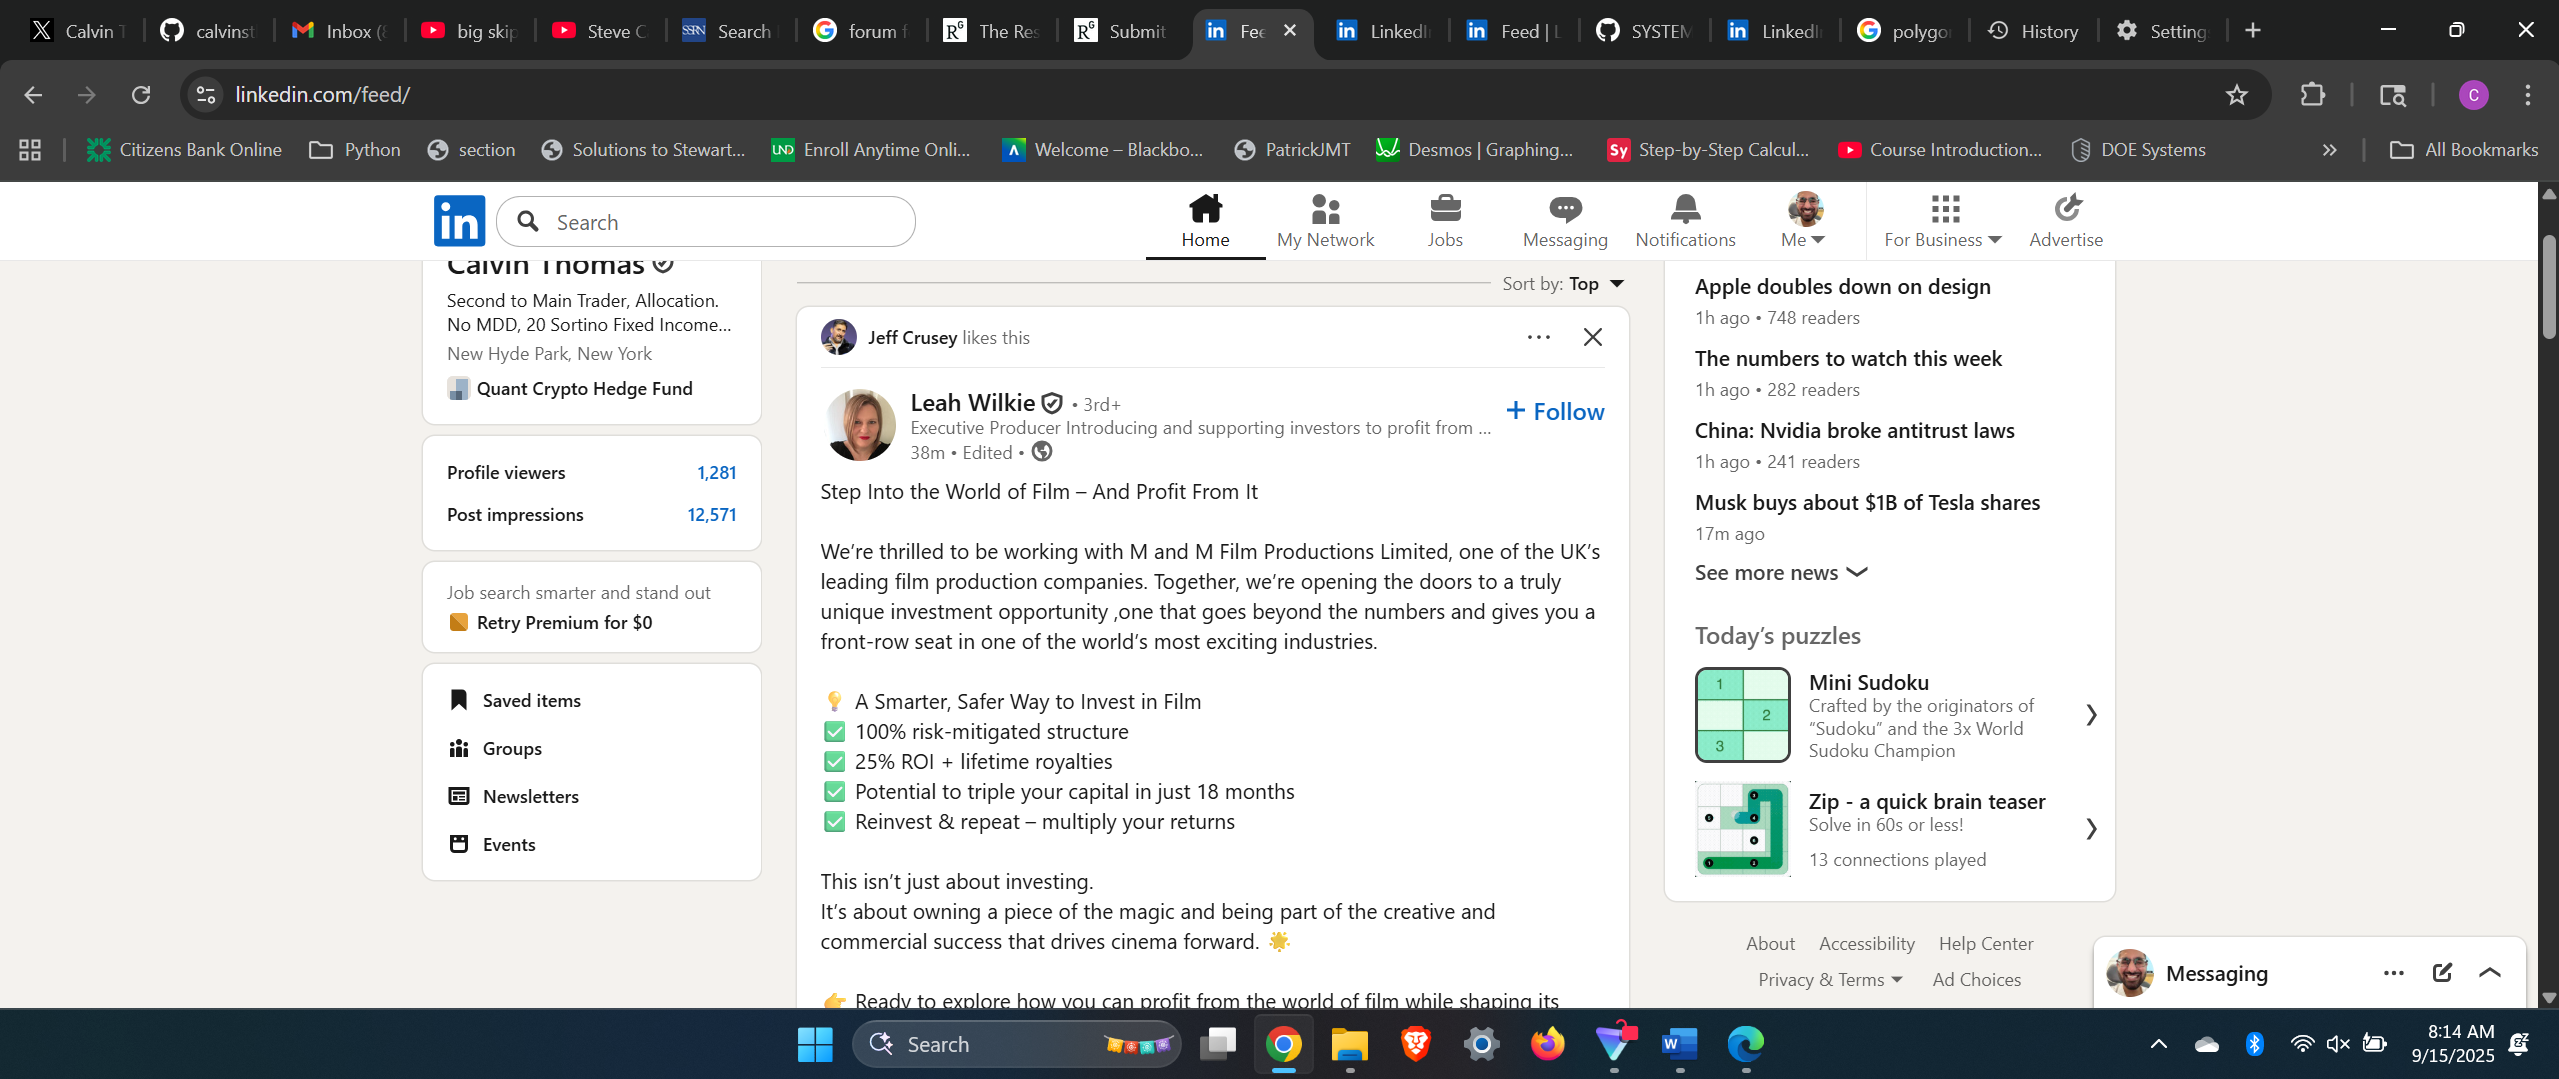 Calvin T
calvinst
Inbox (8
big skip
Steve C
Search
forum f
The Res
Submit
Fee
LinkedIn
Feed | L
SYSTEM
LinkedIn
polygo
History
Setting
linkedin.com/feed/
C
Citizens Bank Online
Python
section
Solutions to Stewart...
Enroll Anytime Onli...
Welcome – Blackbo...
PatrickJMT
Desmos | Graphing...
Step-by-Step Calcul...
Course Introduction...
DOE Systems
All Bookmarks
in
Search
Home
My Network
Jobs
Messaging
Notifications
Me
For Business
Advertise
Calvin Thomas
Second to Main Trader, Allocation.
No MDD, 20 Sortino Fixed Income...
New Hyde Park, New York
Quant Crypto Hedge Fund
Profile viewers 1,281
Post impressions 12,571
Job search smarter and stand out
Retry Premium for $0
Saved items
Groups
Newsletters
Events
Sort by: Top
Jeff Crusey likes this
Leah Wilkie • 3rd+
+ Follow
Executive Producer Introducing and supporting investors to profit from ...
38m • Edited •
Step Into the World of Film – And Profit From It
We’re thrilled to be working with M and M Film Productions Limited, one of the UK’s
leading film production companies. Together, we’re opening the doors to a truly
unique investment opportunity ,one that goes beyond the numbers and gives you a
front-row seat in one of the world’s most exciting industries.
💡 A Smarter, Safer Way to Invest in Film
✅ 100% risk-mitigated structure
✅ 25% ROI + lifetime royalties
✅ Potential to triple your capital in just 18 months
✅ Reinvest & repeat – multiply your returns
This isn’t just about investing.
It’s about owning a piece of the magic and being part of the creative and
commercial success that drives cinema forward. 🌟
👉 Ready to explore how you can profit from the world of film while shaping its
Apple doubles down on design
1h ago • 748 readers
The numbers to watch this week
1h ago • 282 readers
China: Nvidia broke antitrust laws
1h ago • 241 readers
Musk buys about $1B of Tesla shares
17m ago
See more news
Today’s puzzles
1
2
3
Mini Sudoku
Crafted by the originators of
“Sudoku” and the 3x World
Sudoku Champion
Zip - a quick brain teaser
Solve in 60s or less!
13 connections played
About
Accessibility
Help Center
Privacy & Terms
Ad Choices
Messaging
Search
8:14 AM
9/15/2025